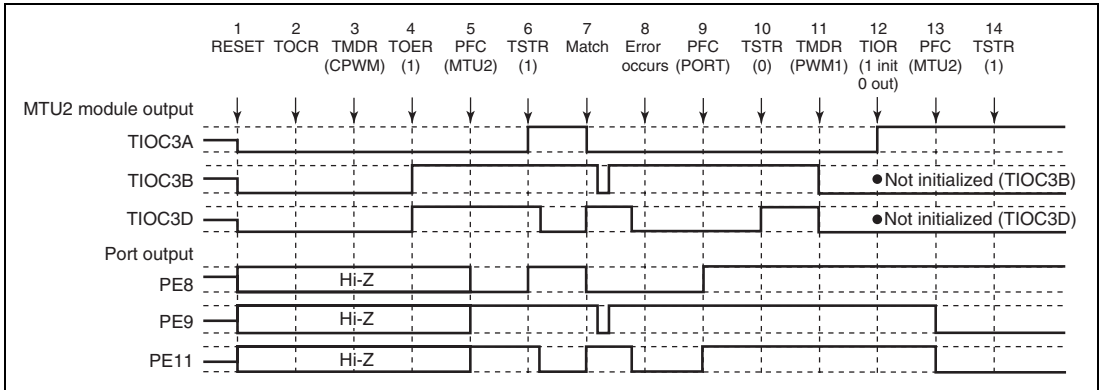 1 2 3 4 5 6 7 8 9 10 11 12 13 14
RESET TOCR TMDR TOER PFC TSTR Match Error PFC TSTR TMDR TIOR PFC TSTR
(CPWM) (1) (MTU2) (1) occurs (PORT) (0) (PWM1) (1 init (MTU2) (1)
0 out)
MTU2 module output
TIOC3A
TIOC3B
●Not initialized (TIOC3B)
TIOC3D
●Not initialized (TIOC3D)
Port output
PE8
Hi-Z
PE9
Hi-Z
PE11
Hi-Z